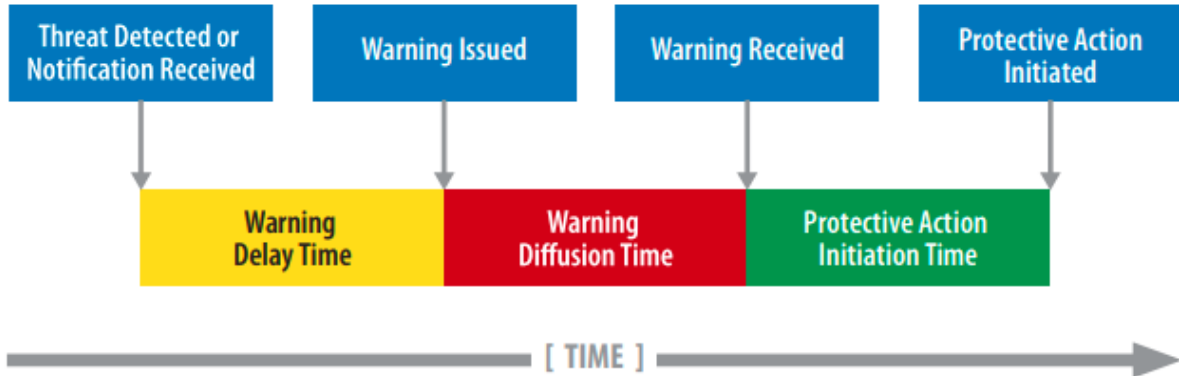 Threat Detected or
Notification Received
Warning Issued
Warning Received
Protective Action
Initiated
Warning
Delay Time
Warning
Diffusion Time
Protective Action
Initiation Time
[ TIME ]